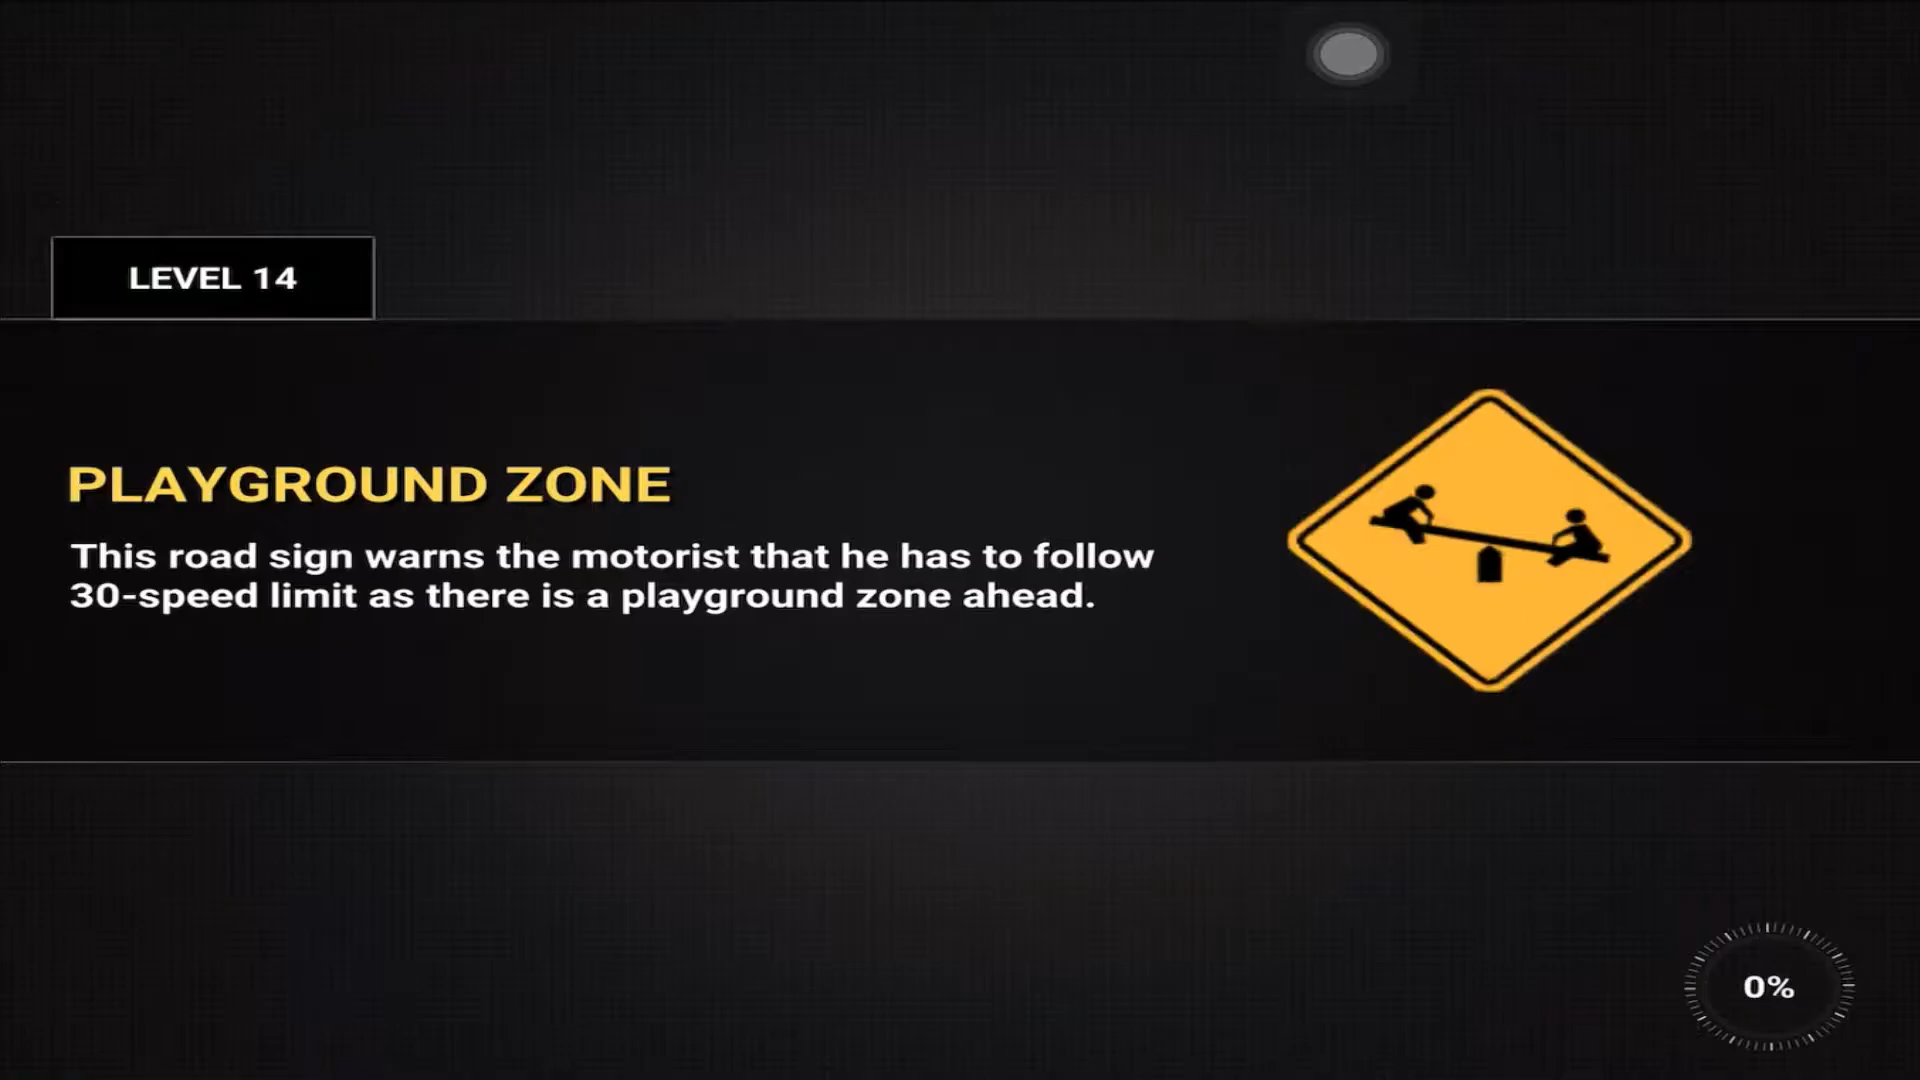 LEVEL 14
PLAYGROUND ZONE
This road sign warns the motorist that he has to follow
30-speed limit as there is a playground zone ahead.
0%